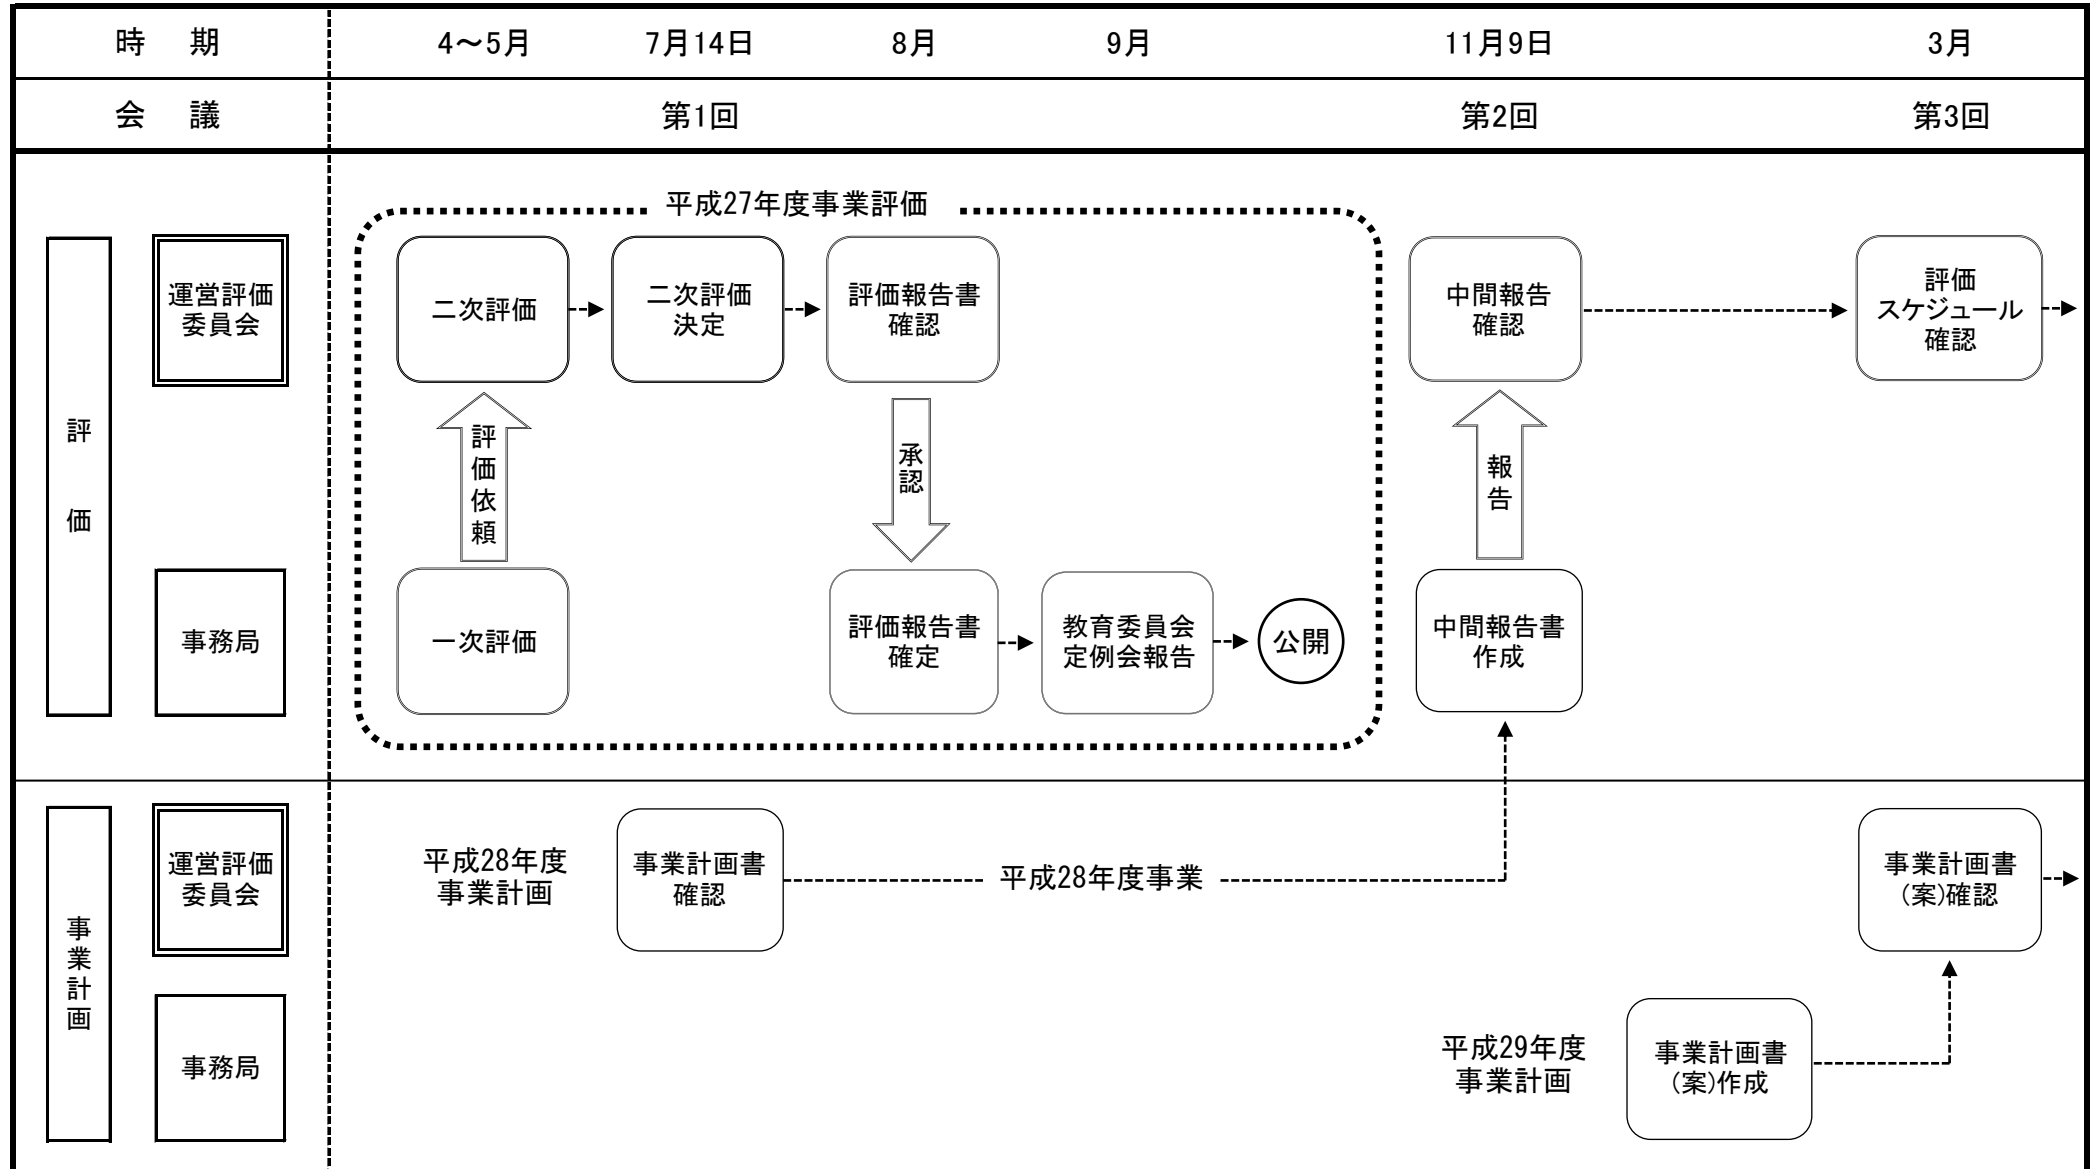 時　期
4～5月
7月14日
8月
9月
11月9日
3月
会　議
第1回
第2回
第3回
評価
運営評価
委員会
事務局
平成27年度事業評価
二次評価
二次評価
決定
評価報告書
確認
中間報告
確認
評価
スケジュール
確認
評価依頼
承認
報告
一次評価
評価報告書
確定
教育委員会
定例会報告
公開
中間報告書
作成
事業計画
運営評価
委員会
事務局
平成28年度
事業計画
事業計画書
確認
平成28年度事業
事業計画書
(案)確認
平成29年度
事業計画
事業計画書
(案)作成